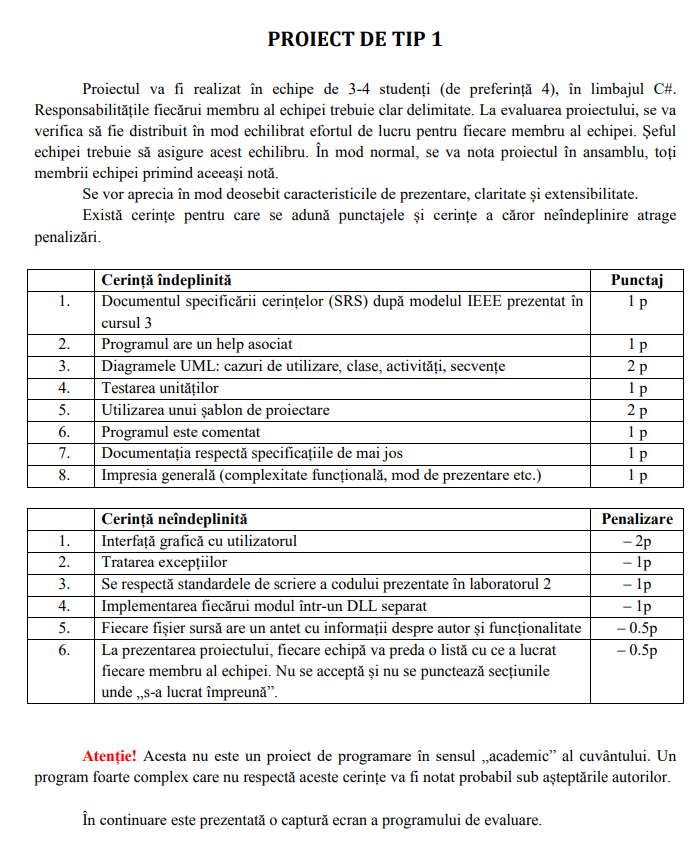 PROIECT DE TIP 1
Proiectul va fi realizat în echipe de 3-4 studenți (de preferință 4), în limbajul C#.
Responsabilitățile fiecărui membru al echipei trebuie clar delimitate. La evaluarea proiectului, se va
verifica să fie distribuit în mod echilibrat efortul de lucru pentru fiecare membru al echipei. Șeful
echipei trebuie să asigure acest echilibru. În mod normal, se va nota proiectul în ansamblu, toți
membrii echipei primind aceeași notă.
Se vor aprecia în mod deosebit caracteristicile de prezentare, claritate și extensibilitate.
Există cerințe pentru care se adună punctajele și cerințe a căror neîndeplinire atrage
penalizări.
Cerință îndeplinită Punctaj
1. Documentul specificării cerințelor (SRS) după modelul IEEE prezentat în 1 p
cursul 3
2. Programul are un help asociat 1 p
3. Diagramele UML: cazuri de utilizare, clase, activități, secvențe 2 p
4. Testarea unităților 1 p
5. Utilizarea unui șablon de proiectare 2 p
6. Programul este comentat 1 p
7. Documentația respectă specificațiile de mai jos 1 p
8. Impresia generală (complexitate funcțională, mod de prezentare etc.) 1 p
Cerință neîndeplinită Penalizare
1. Interfață grafică cu utilizatorul – 2p
2. Tratarea excepțiilor – 1p
3. Se respectă standardele de scriere a codului prezentate în laboratorul 2 – 1p
4. Implementarea fiecărui modul într-un DLL separat – 1p
5. Fiecare fișier sursă are un antet cu informații despre autor și funcționalitate – 0.5p
6. La prezentarea proiectului, fiecare echipă va preda o listă cu ce a lucrat – 0.5p
fiecare membru al echipei. Nu se acceptă și nu se punctează secțiunile
unde „s-a lucrat împreună”.
Atenție! Acesta nu este un proiect de programare în sensul „academic” al cuvântului. Un
program foarte complex care nu respectă aceste cerințe va fi notat probabil sub așteptările autorilor.
În continuare este prezentată o captură ecran a programului de evaluare.